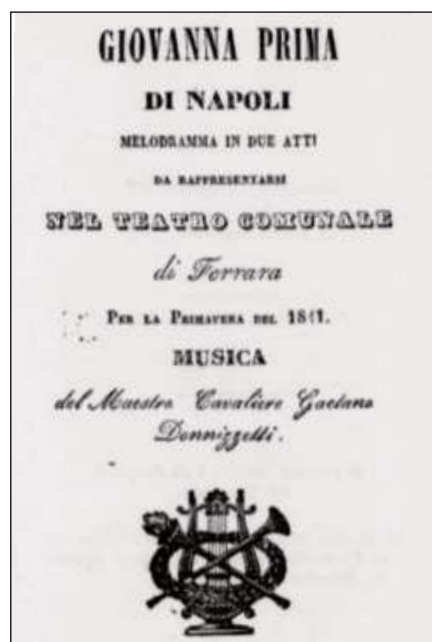 GIOVANNA PRIMA
DI NAPOLI
MELODRAMMA IN DUE ATTI
DA RAPPRESENTARSI
NEL TEATRO COMUNALE
di Ferrara
PER LA PRIMAVERA DEL 1841.
MUSICA
del Maestro Cavaliere Gaetano
Donnizzetti.